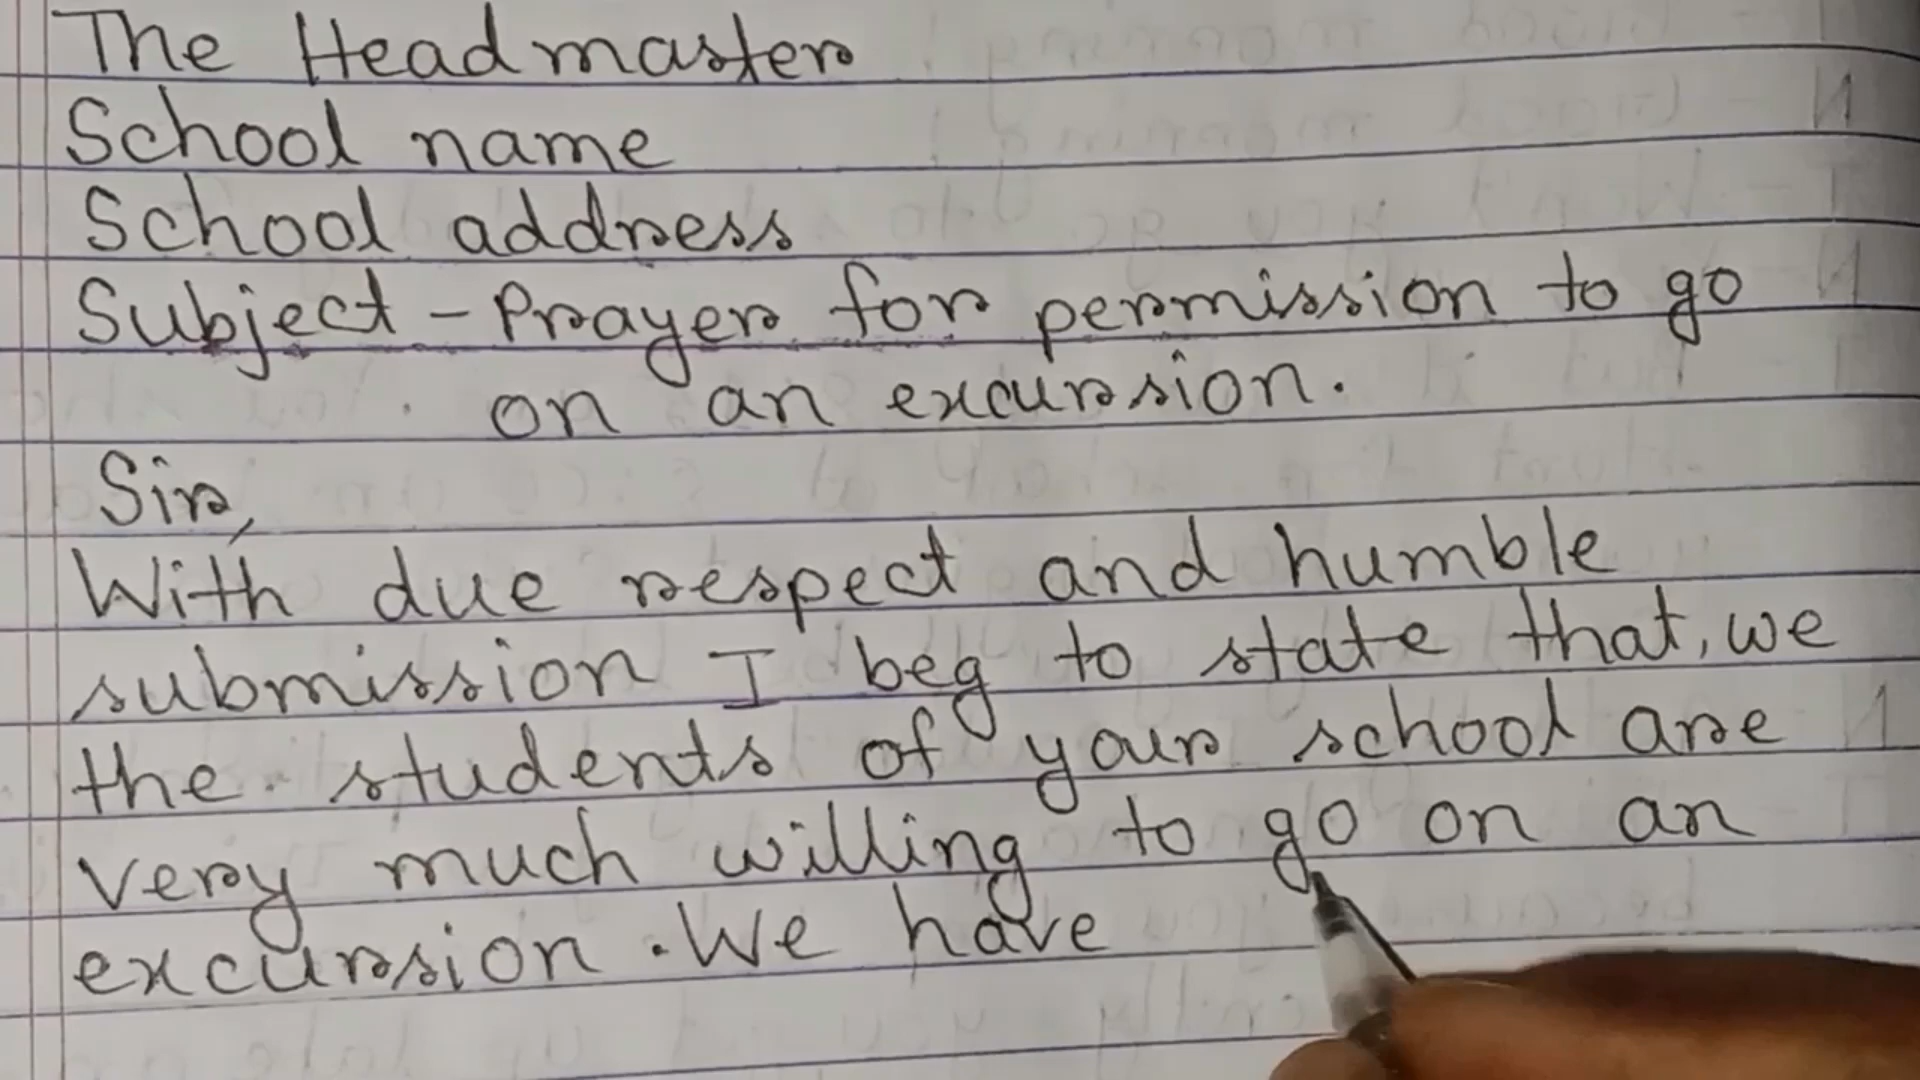 The Headmaster
School name
School address
Subject - Prayer for permission to go
on an excursion.
Sir,
With due respect and humble
submission I beg to state that, we
the students of your school are
very much willing to go on an
excursion. We have